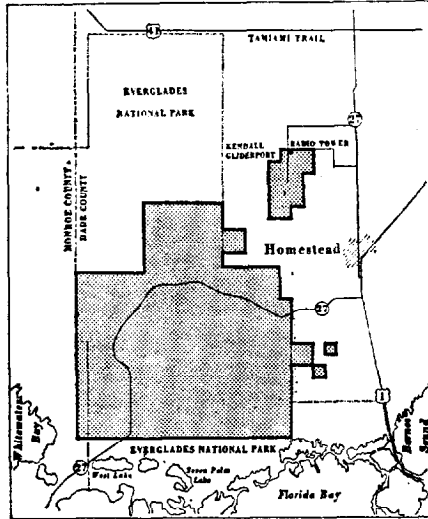 41
TAMIAMI TRAIL
EVERGLADES
NATIONAL PARK
27
KENDALL
GLIDERPORT
RADIO TOWER
MONROE COUNTY
DADE COUNTY
Homestead
27
1
Whitewater
Bay
Barnes
Sound
EVERGLADES NATIONAL PARK
27
West Lake
Seven Palm
Lake
Florida Bay